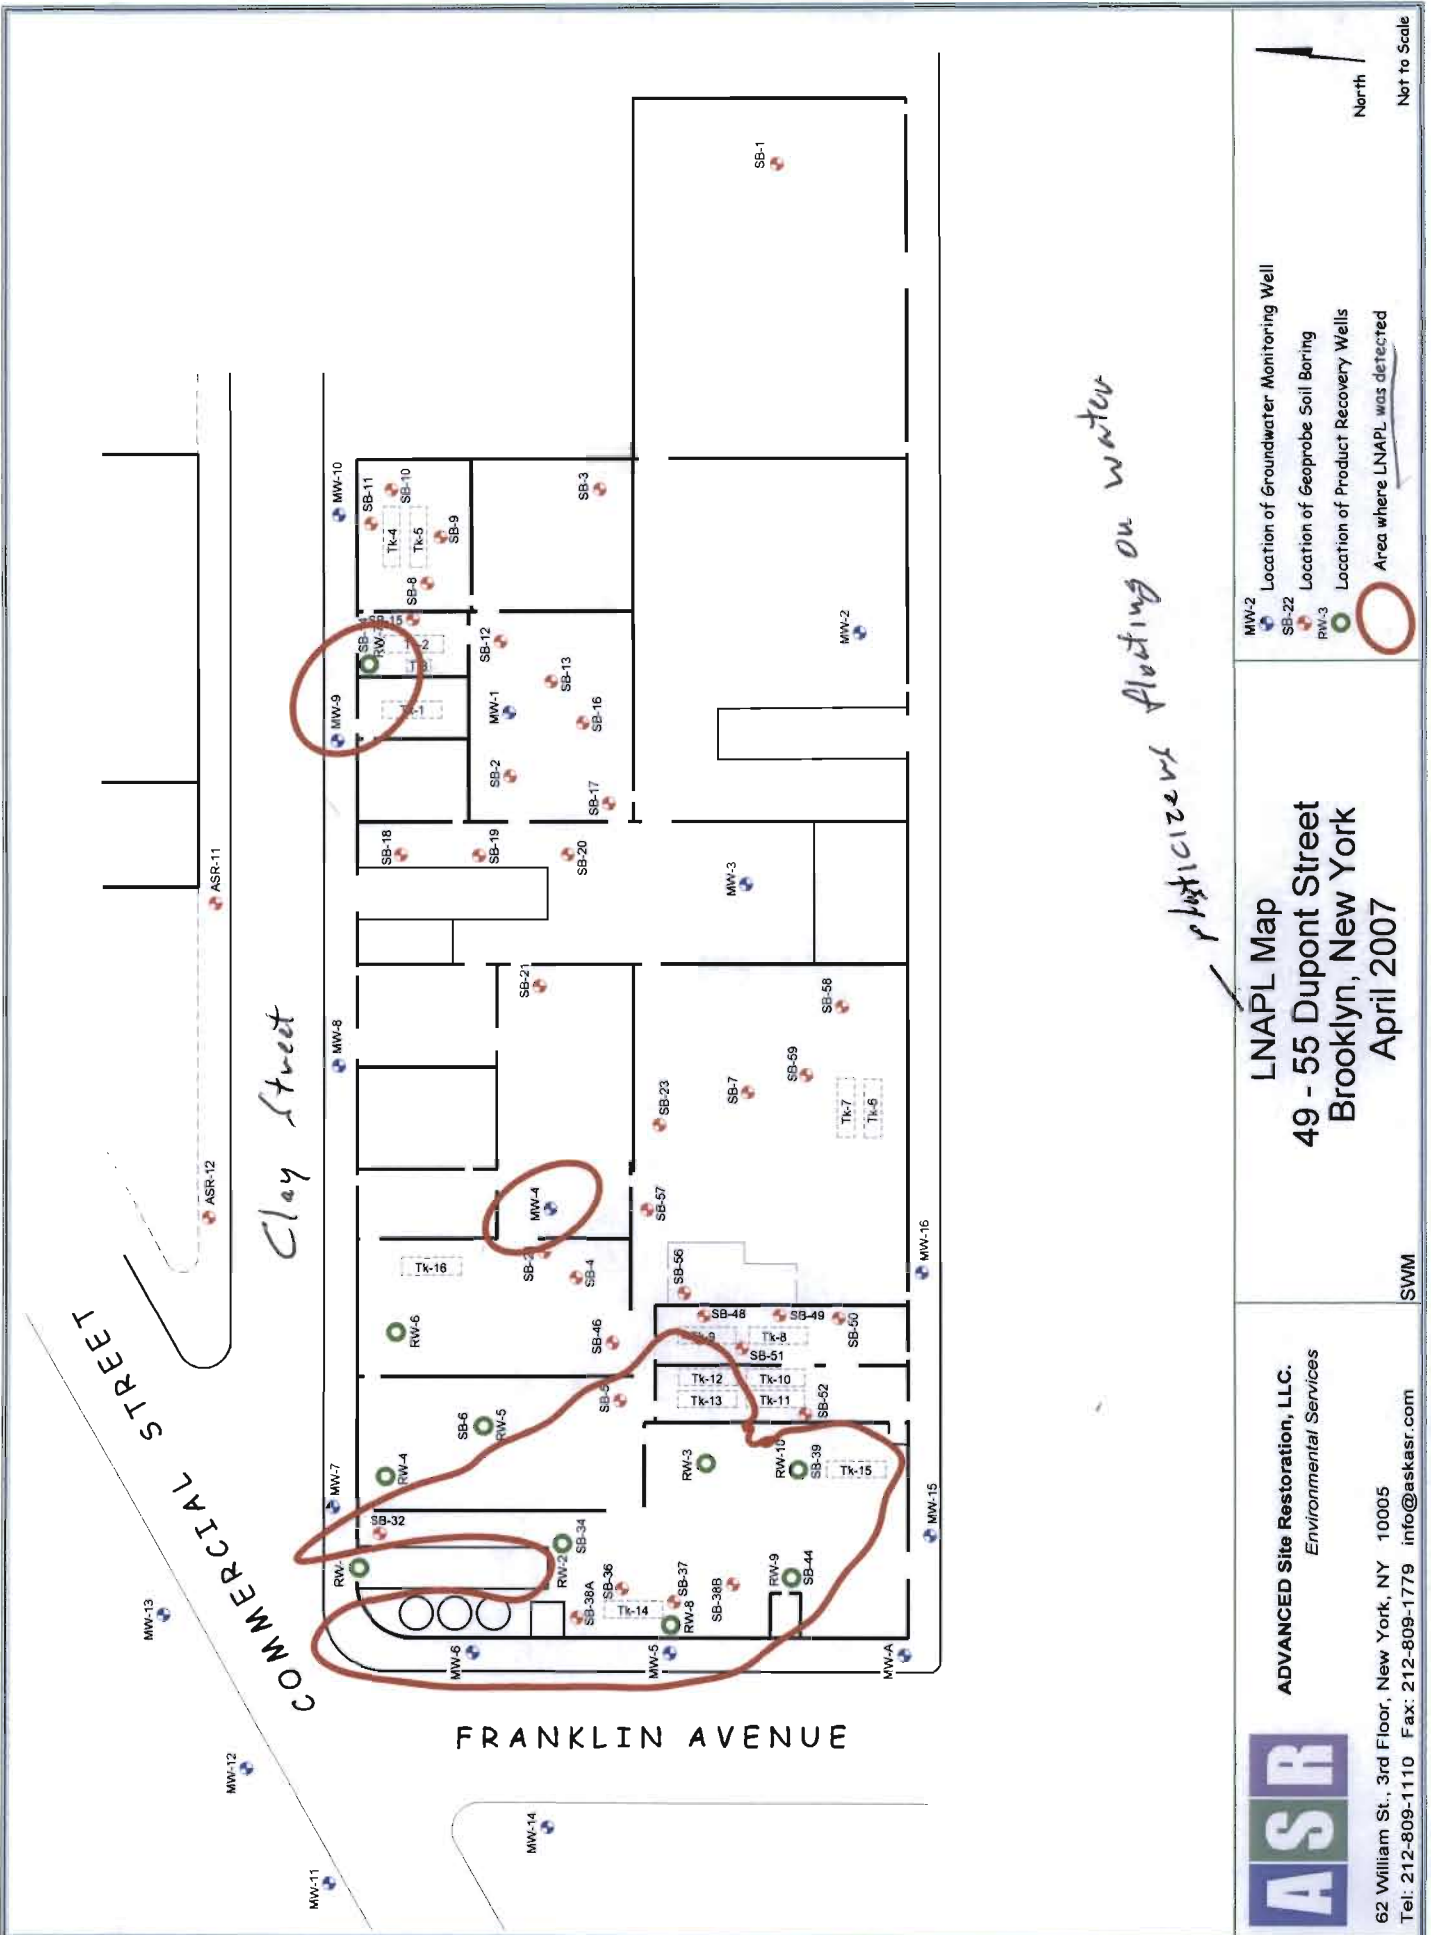 COMMERCIAL STREET
Clay Street
FRANKLIN AVENUE
MW-13
MW-12
MW-11
MW-14
ASR-12
ASR-11
MW-7
MW-8
MW-9
MW-10
SB-11
SB-10
Tk-4
Tk-5
SB-9
SB-8
SB-15
Tk-1
SB-12
SB-13
MW-1
SB-16
SB-2
SB-17
SB-3
SB-1
MW-2
SB-18
SB-19
SB-20
MW-3
SB-21
SB-58
SB-59
SB-7
SB-23
Tk-7
Tk-6
MW-4
SB-57
SB-4
Tk-16
RW-6
SB-46
SB-56
SB-48
SB-49
SB-50
Tk-8
SB-51
Tk-12
Tk-10
Tk-13
Tk-11
SB-52
SB-6
RW-5
RW-4
SB-32
RW-3
RW-10
SB-39
Tk-15
RW-2
SB-34
SB-38A
SB-36
Tk-14
SB-37
RW-8
SB-38B
RW-9
SB-44
MW-6
MW-5
MW-A
MW-15
MW-16
plasticizers floating on water
ASR
ADVANCED Site Restoration, LLC.
Environmental Services
62 William St., 3rd Floor, New York, NY 10005
Tel: 212-809-1110 Fax: 212-809-1779 info@askasr.com
LNAPL Map
49 - 55 Dupont Street
Brooklyn, New York
April 2007
SWM
MW-2 Location of Groundwater Monitoring Well
SB-22 Location of Geoprobe Soil Boring
RW-3 Location of Product Recovery Wells
Area where LNAPL was detected
North
Not to Scale